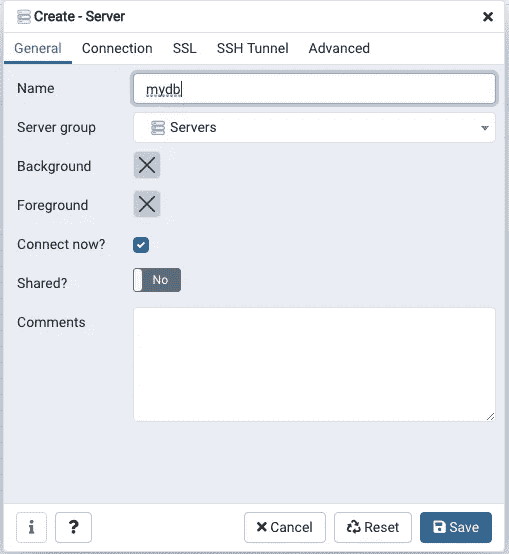 Create - Server
General Connection SSL SSH Tunnel Advanced
Name mydb
Server group Servers
Background
Foreground
Connect now?
Shared? No
Comments
i ? Cancel Reset Save